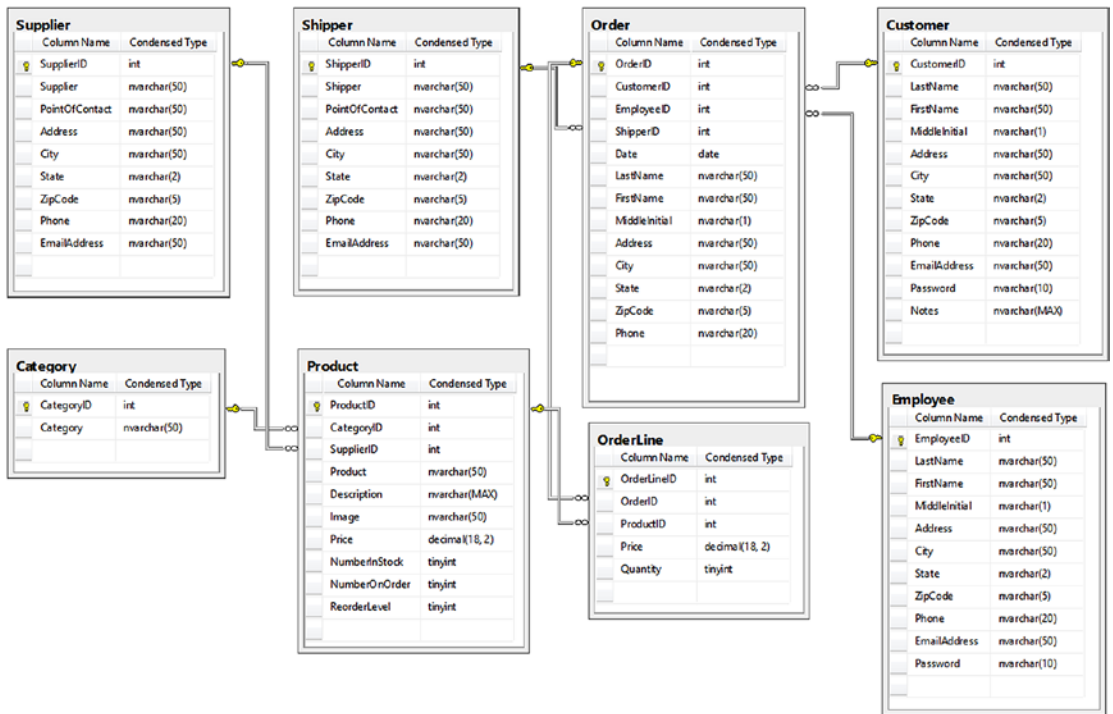 Supplier
Column Name Condensed Type
SupplierID int
Supplier nvarchar(50)
PointOfContact nvarchar(50)
Address nvarchar(50)
City nvarchar(50)
State nvarchar(2)
ZipCode nvarchar(5)
Phone nvarchar(20)
EmailAddress nvarchar(50)
Shipper
Column Name Condensed Type
ShipperID int
Shipper nvarchar(50)
PointOfContact nvarchar(50)
Address nvarchar(50)
City nvarchar(50)
State nvarchar(2)
ZipCode nvarchar(5)
Phone nvarchar(20)
EmailAddress nvarchar(50)
Order
Column Name Condensed Type
OrderID int
CustomerID int
EmployeeID int
ShipperID int
Date date
LastName nvarchar(50)
FirstName nvarchar(50)
MiddleInitial nvarchar(1)
Address nvarchar(50)
City nvarchar(50)
State nvarchar(2)
ZipCode nvarchar(5)
Phone nvarchar(20)
Customer
Column Name Condensed Type
CustomerID int
LastName nvarchar(50)
FirstName nvarchar(50)
MiddleInitial nvarchar(1)
Address nvarchar(50)
City nvarchar(50)
State nvarchar(2)
ZipCode nvarchar(5)
Phone nvarchar(20)
EmailAddress nvarchar(50)
Password nvarchar(10)
Notes nvarchar(MAX)
Category
Column Name Condensed Type
CategoryID int
Category nvarchar(50)
Product
Column Name Condensed Type
ProductID int
CategoryID int
SupplierID int
Product nvarchar(50)
Description nvarchar(MAX)
Image nvarchar(50)
Price decimal(18, 2)
NumberInStock tinyint
NumberOnOrder tinyint
ReorderLevel tinyint
OrderLine
Column Name Condensed Type
OrderLineID int
OrderID int
ProductID int
Price decimal(18, 2)
Quantity tinyint
Employee
Column Name Condensed Type
EmployeeID int
LastName nvarchar(50)
FirstName nvarchar(50)
MiddleInitial nvarchar(1)
Address nvarchar(50)
City nvarchar(50)
State nvarchar(2)
ZipCode nvarchar(5)
Phone nvarchar(20)
EmailAddress nvarchar(50)
Password nvarchar(10)